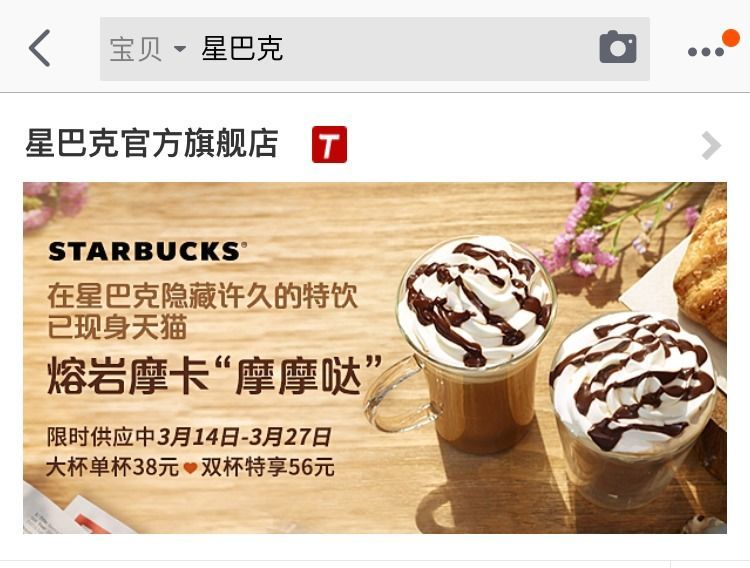 宝贝 星巴克
星巴克官方旗舰店 T
STARBUCKS®
在星巴克隐藏许久的特饮
已现身天猫
熔岩摩卡“摩摩哒”
限时供应中3月14日-3月27日
大杯单杯38元❤双杯特享56元